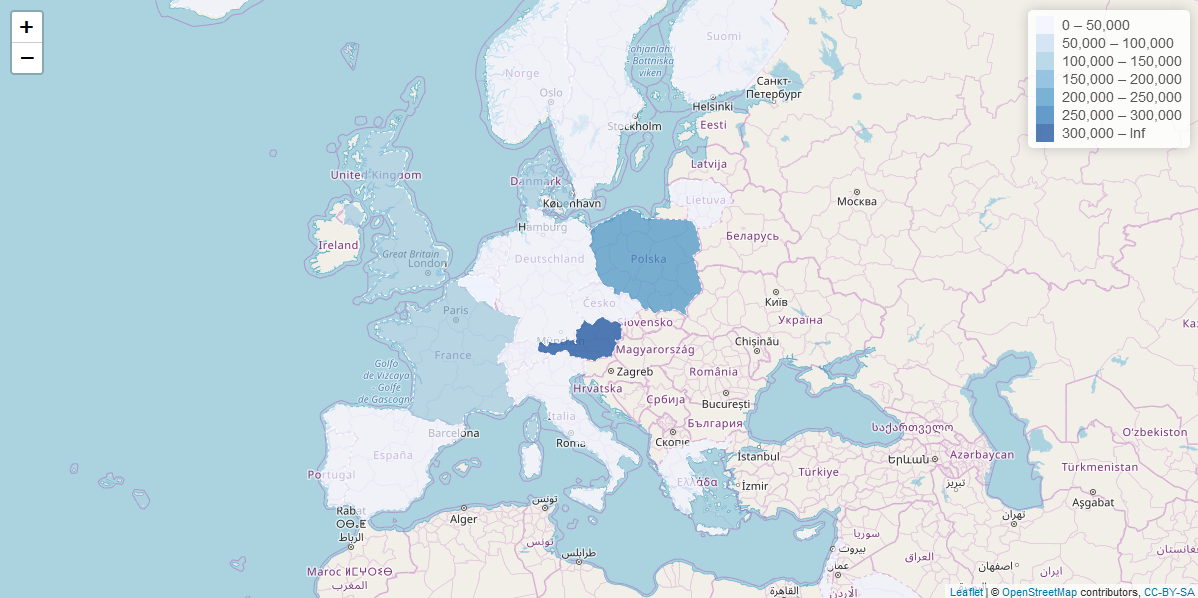 +
−
0 – 50,000
50,000 – 100,000
100,000 – 150,000
150,000 – 200,000
200,000 – 250,000
250,000 – 300,000
300,000 – Inf
Suomi
Norge
Oslo
Pohjanlahti
Bottniska
viken
Санкт-
Петербург
Helsinki
Stockholm
Eesti
Latvija
United Kingdom
Danmark
København
Lietuva
Москва
Hamburg
Беларусь
Ireland
Great Britain
London
Deutschland
Polska
Česko
Київ
Україна
Paris
Slovensko
München
Magyarország
Chișinău
France
Golfo
de Vizcaya
- Golfe
de Gascogne
Zagreb
România
Hrvatska
Србија
București
Italia
България
Barcelona
Roma
Скопје
საქართველო
Oʻzbekiston
España
İstanbul
Երևան
Azərbaycan
Portugal
Ελλάδα
İzmir
Türkiye
تبریز
Türkmenistan
Aşgabat
Rabat
ⵔⴱⴰⵟ
الرباط
Alger
تونس
تونس
طرابلس
تهران
سوريا
بيروت
العراق
عمان
اصفهان
ایران
Maroc ⵍⵎⵖⵔⵉⴱ
المغرب
القاهرة
الأردن
Leaflet | © OpenStreetMap contributors, CC-BY-SA